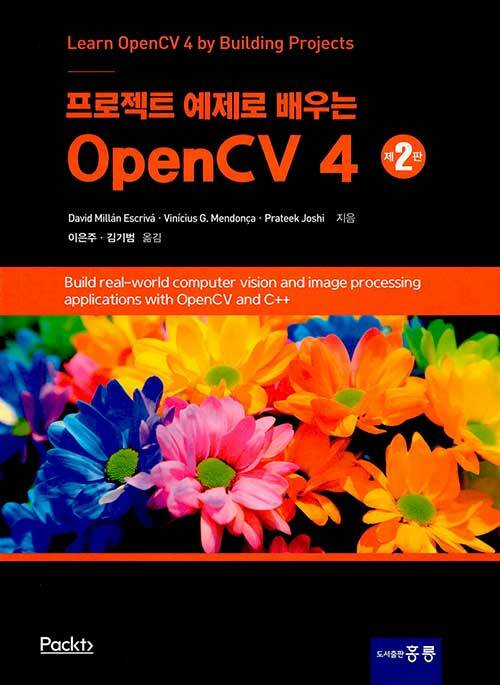 Learn OpenCV 4 by Building Projects
프로젝트 예제로 배우는
OpenCV 4 제2판
David Millán Escrivá · Vinícius G. Mendonça · Prateek Joshi 지음
이은주 · 김기범 옮김
Build real-world computer vision and image processing
applications with OpenCV and C++
Packt>
도서출판 홍릉